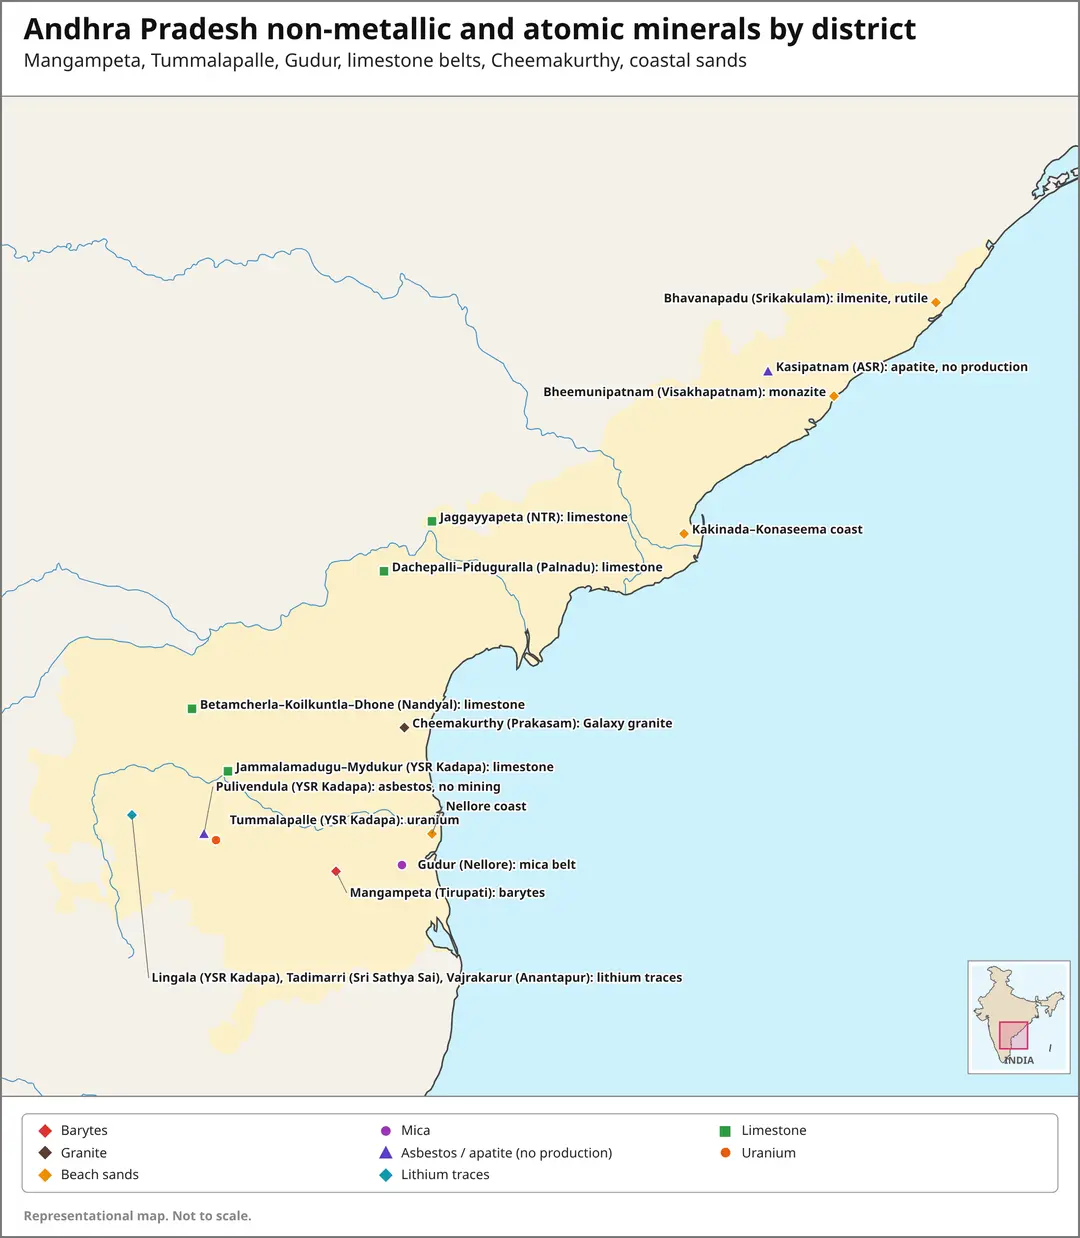 Andhra Pradesh non-metallic and atomic minerals by district
Mangampeta, Tummalapalle, Gudur, limestone belts, Cheemakurthy, coastal sands
Bhavanapadu (Srikakulam): ilmenite, rutile
Kasipatnam (ASR): apatite, no production
Bheemunipatnam (Visakhapatnam): monazite
Jaggayyapeta (NTR): limestone
Kakinada–Konaseema coast
Dachepalli–Piduguralla (Palnadu): limestone
Betamcherla–Koilkuntla–Dhone (Nandyal): limestone
Cheemakurthy (Prakasam): Galaxy granite
Jammalamadugu–Mydukur (YSR Kadapa): limestone
Pulivendula (YSR Kadapa): asbestos, no mining
Nellore coast
Tummalapalle (YSR Kadapa): uranium
Gudur (Nellore): mica belt
Mangampeta (Tirupati): barytes
Lingala (YSR Kadapa), Tadimarri (Sri Sathya Sai), Vajrakarur (Anantapur): lithium traces
INDIA
Barytes
Mica
Limestone
Granite
Asbestos / apatite (no production)
Uranium
Beach sands
Lithium traces
Representational map. Not to scale.